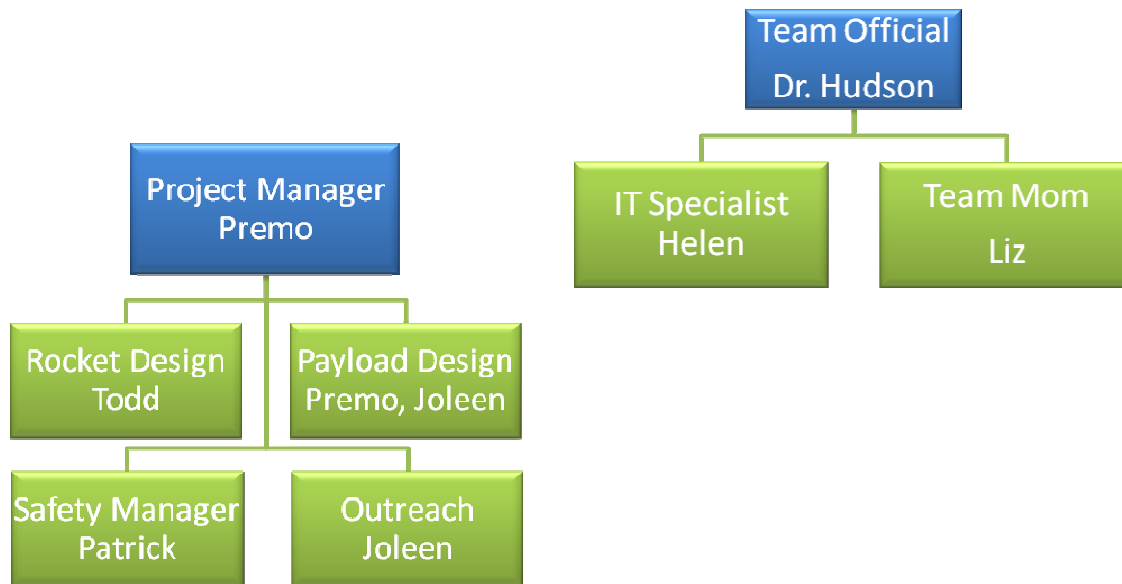 Team Official
Dr. Hudson
IT Specialist
Helen
Team Mom
Liz
Project Manager
Premo
Rocket Design
Todd
Payload Design
Premo, Joleen
Safety Manager
Patrick
Outreach
Joleen